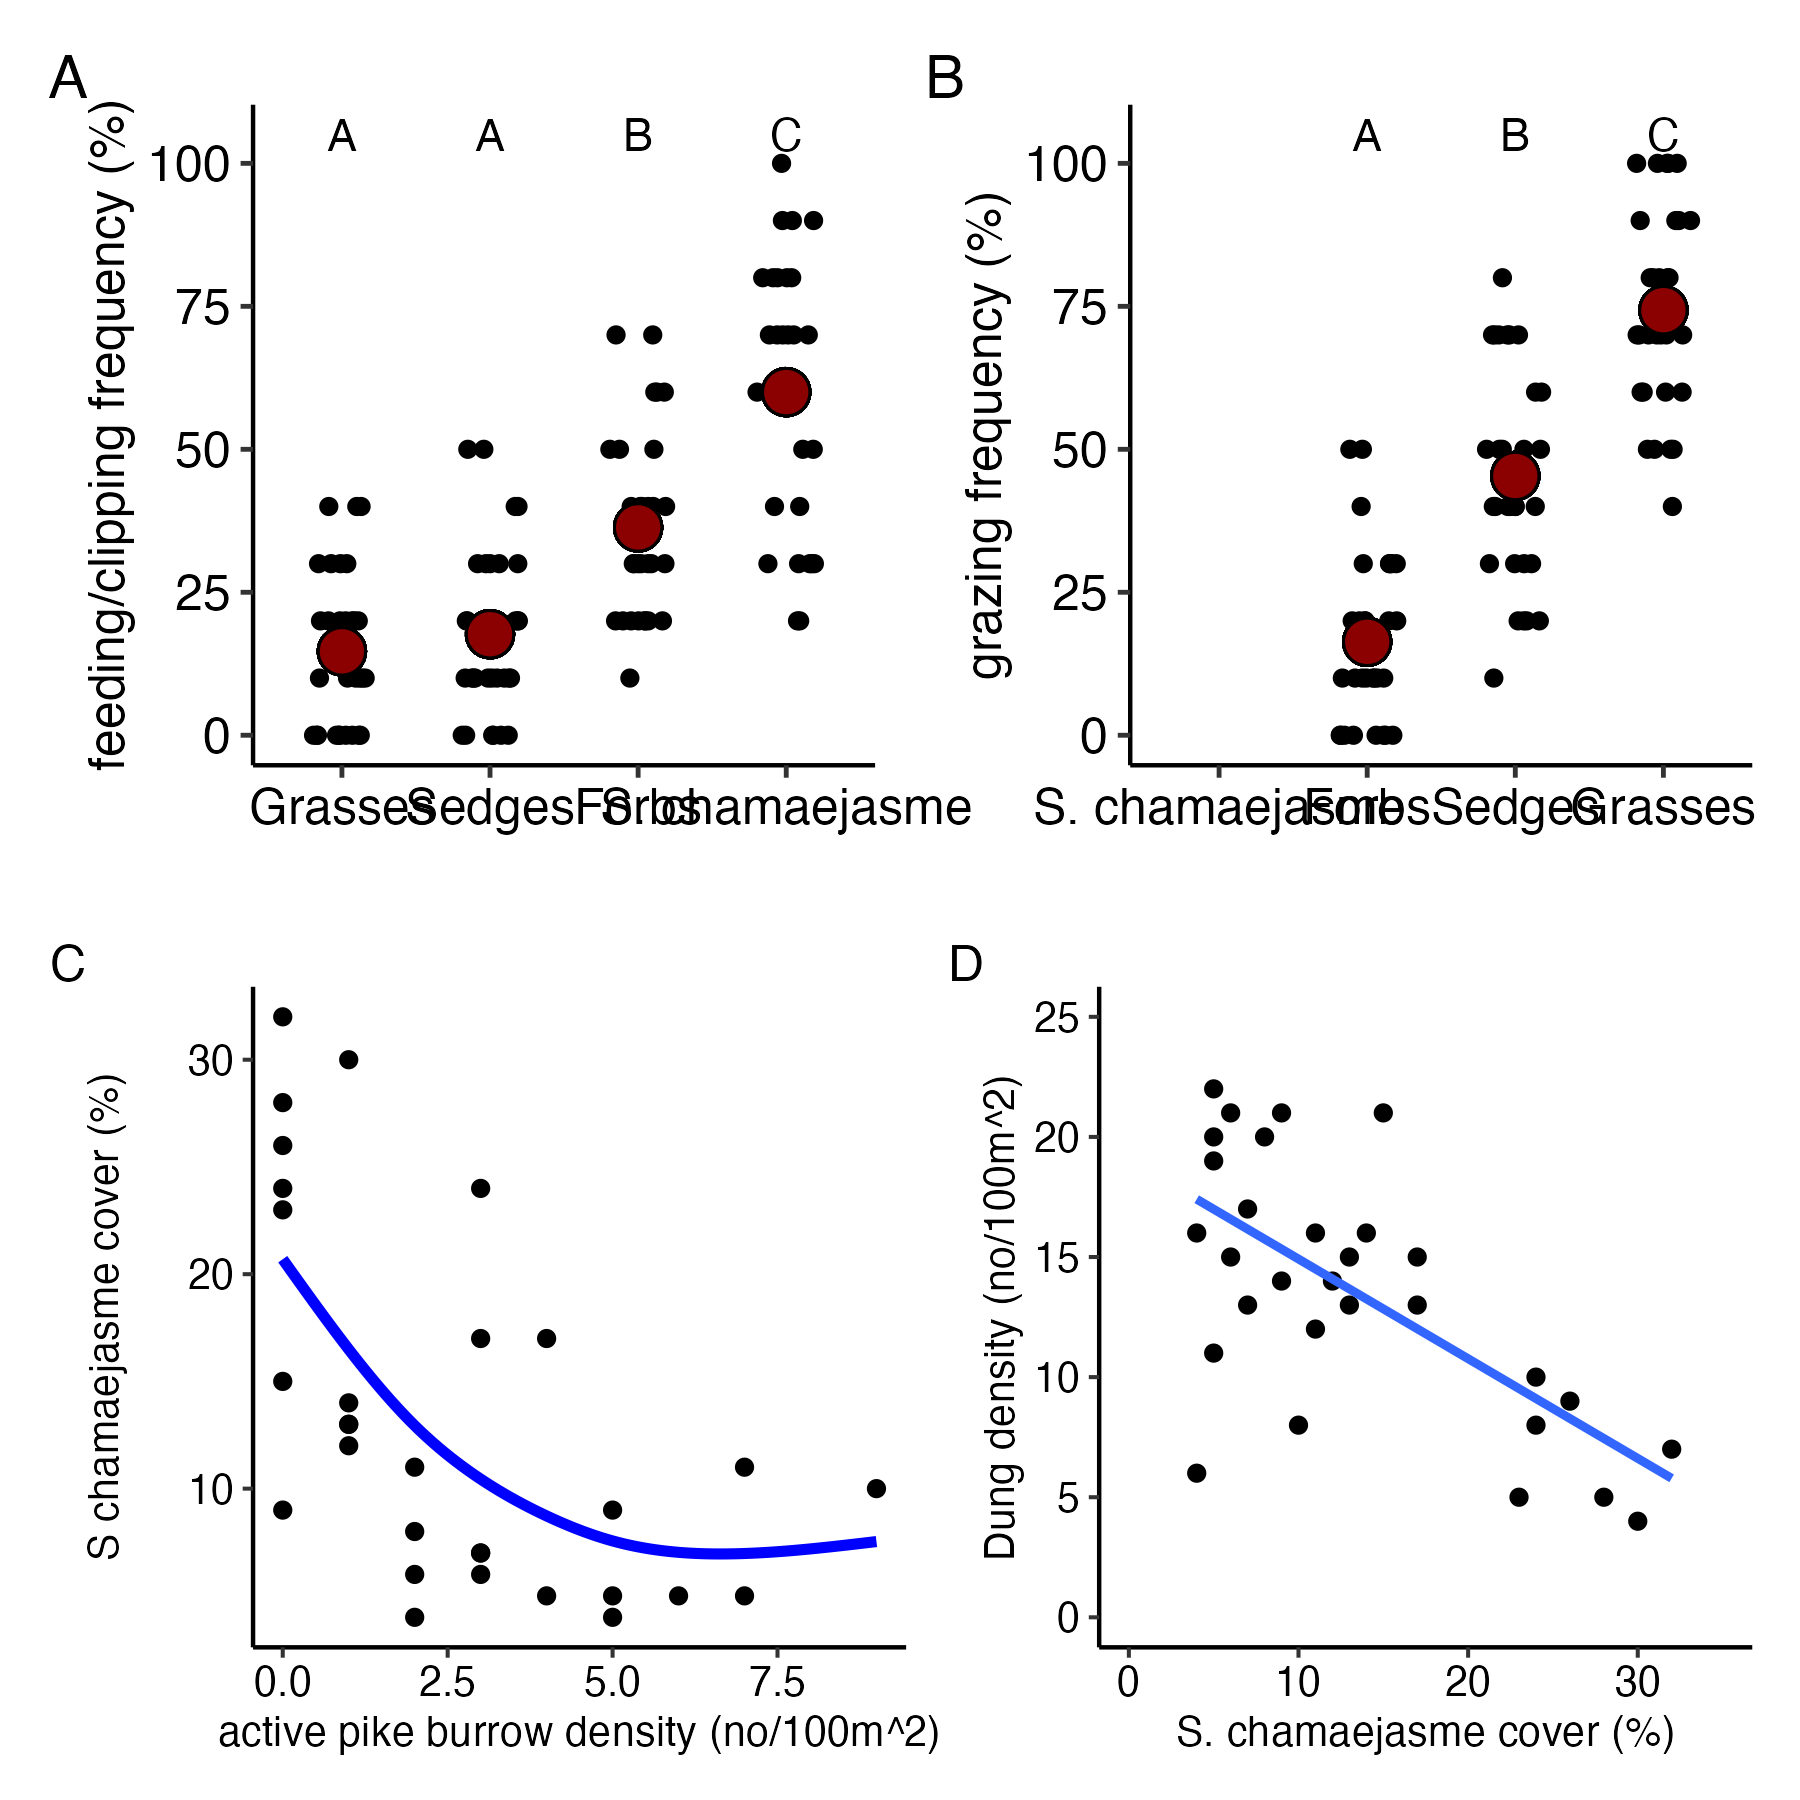 A
feeding/clipping frequency (%)
100
75
50
25
0
A
A
B
C
Grasses
Sedges
Forbs
S. chamaejasme
B
grazing frequency (%)
100
75
50
25
0
A
B
C
S. chamaejasme
Forbs
Sedges
Grasses
C
S chamaejasme cover (%)
30
20
10
0.0
2.5
5.0
7.5
active pike burrow density (no/100m^2)
D
Dung density (no/100m^2)
25
20
15
10
5
0
0
10
20
30
S. chamaejasme cover (%)